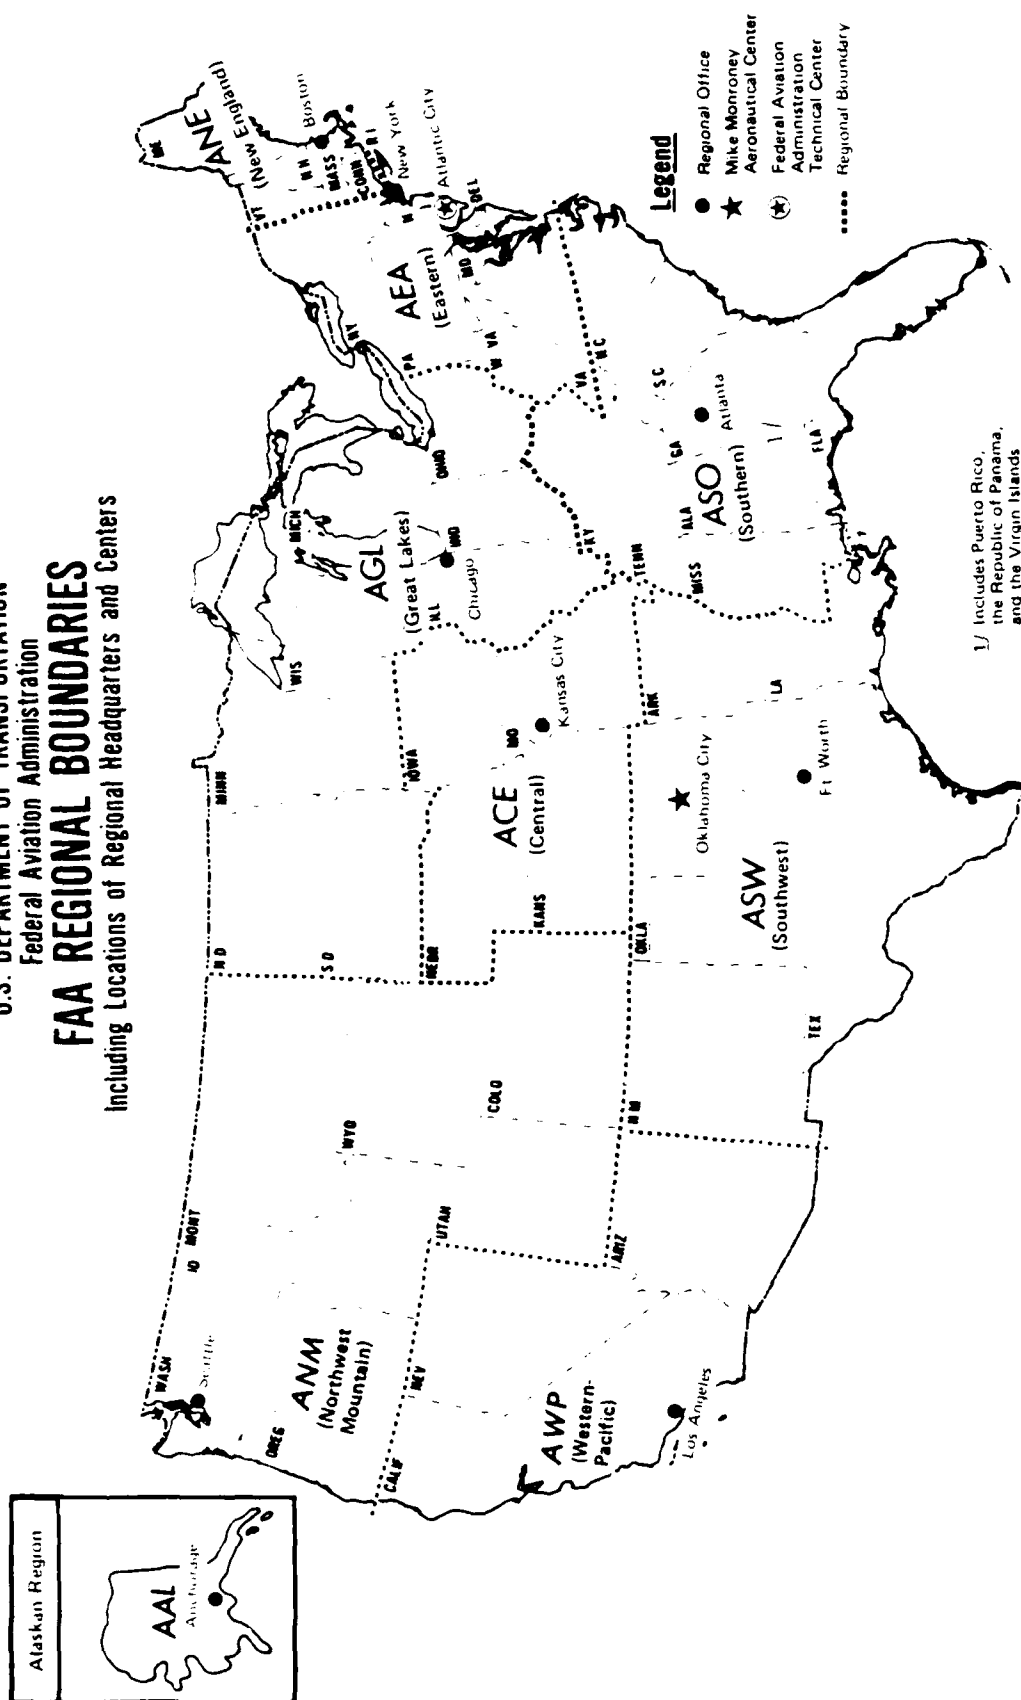 U.S. DEPARTMENT OF TRANSPORTATION
Federal Aviation Administration
FAA REGIONAL BOUNDARIES
Including Locations of Regional Headquarters and Centers
Alaskan Region
AAL
Anchorage
WASH
Seattle
ID
MONT
ND
MINN
OREG
ANM
(Northwest
Mountain)
WYO
SD
WIS
MICH
CALIF
NEV
UTAH
COLO
NEBR
IOWA
ILL
AGL
(Great Lakes)
IND
Chicago
OHIO
PA
NY
VT
ME
ANE
(New England)
NH
MASS
Boston
CONN
RI
New York
N J
Atlantic City
DEL
MD
AEA
(Eastern)
W VA
VA
AWP
(Western-
Pacific)
Los Angeles
ARIZ
N M
KANS
ACE
(Central)
MO
Kansas City
KY
TENN
N C
S C
OKLA
Oklahoma City
ARK
MISS
ALA
GA
ASO
(Southern)
Atlanta
1/
FLA
TEX
ASW
(Southwest)
Ft Worth
LA
Legend
Regional Office
Mike Monroney
Aeronautical Center
Federal Aviation
Administration
Technical Center
Regional Boundary
1/ Includes Puerto Rico,
the Republic of Panama,
and the Virgin Islands